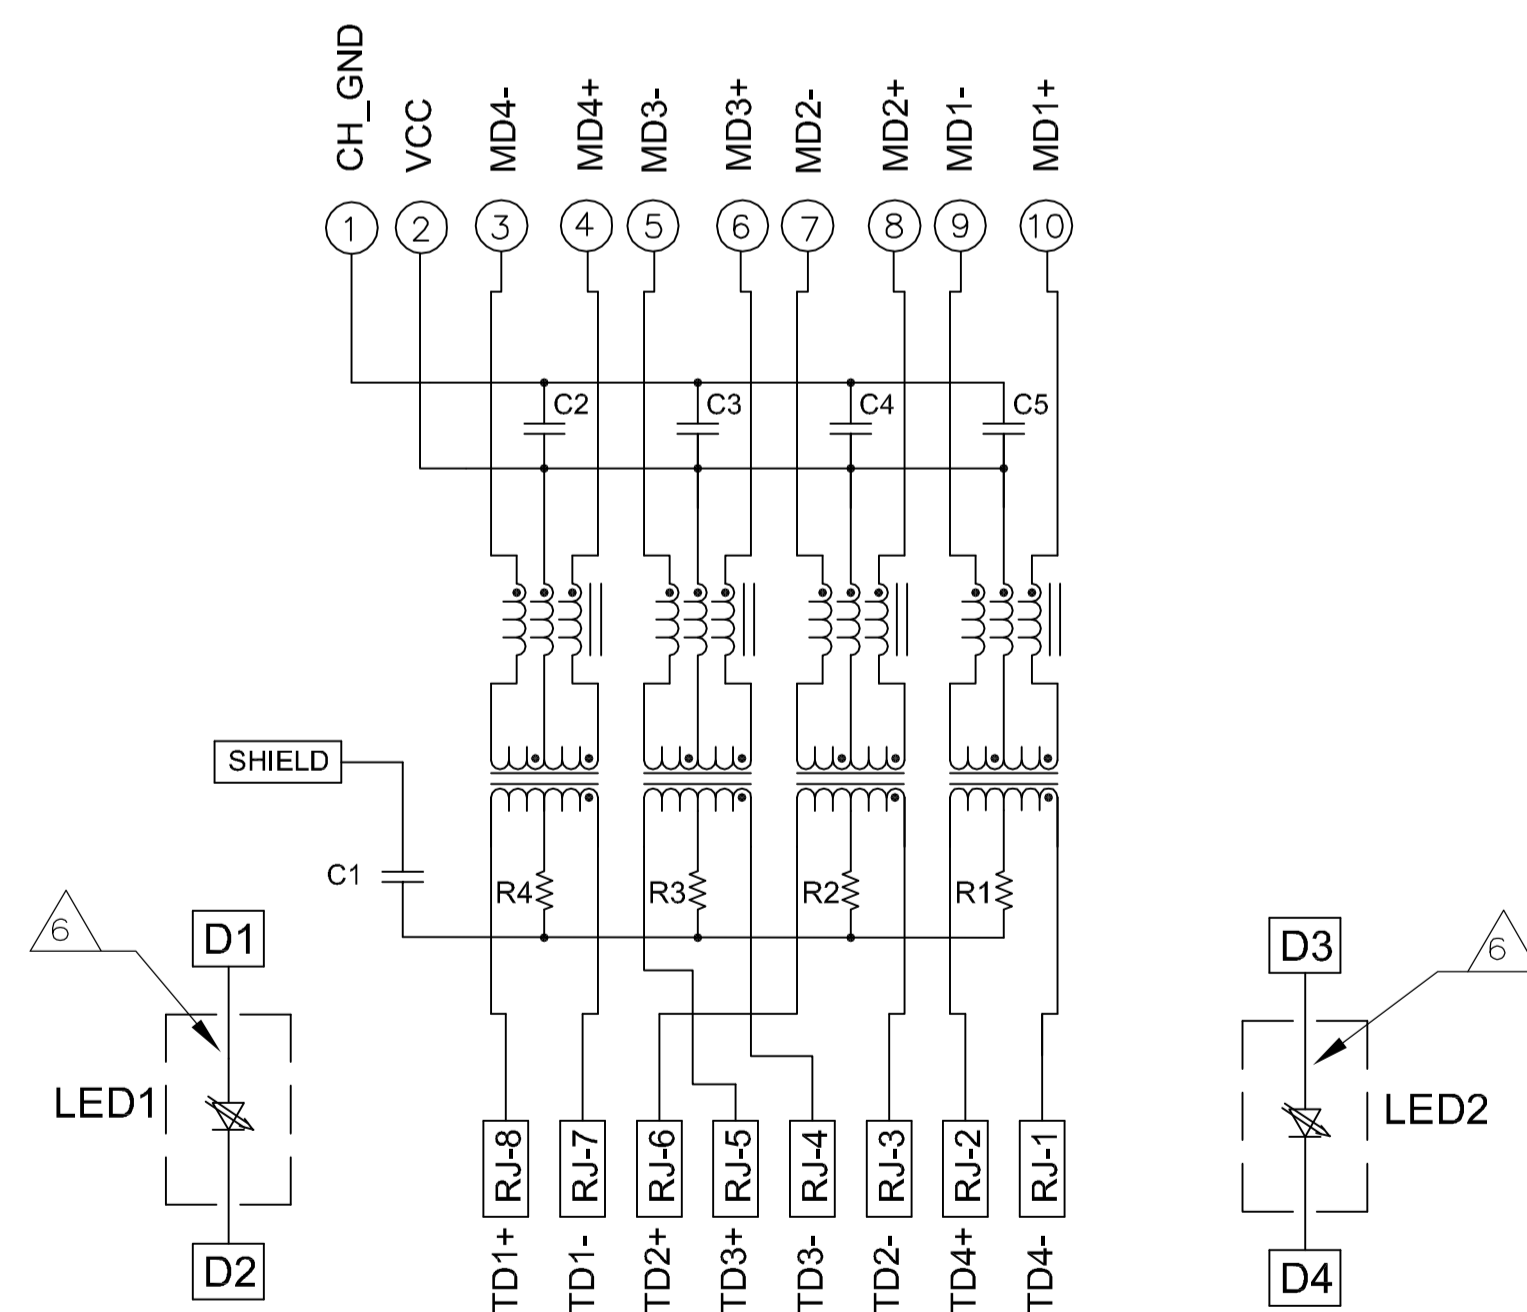 CH_GND
VCC
MD4-
MD4+
MD3-
MD3+
MD2-
MD2+
MD1-
MD1+
1
2
3
4
5
6
7
8
9
10
C2
C3
C4
C5
SHIELD
C1
R4
R3
R2
R1
6
D1
LED1
D2
D3
6
LED2
D4
RJ-8
RJ-7
RJ-6
RJ-5
RJ-4
RJ-3
RJ-2
RJ-1
TD1+
TD1-
TD2+
TD3+
TD3-
TD2-
TD4+
TD4-